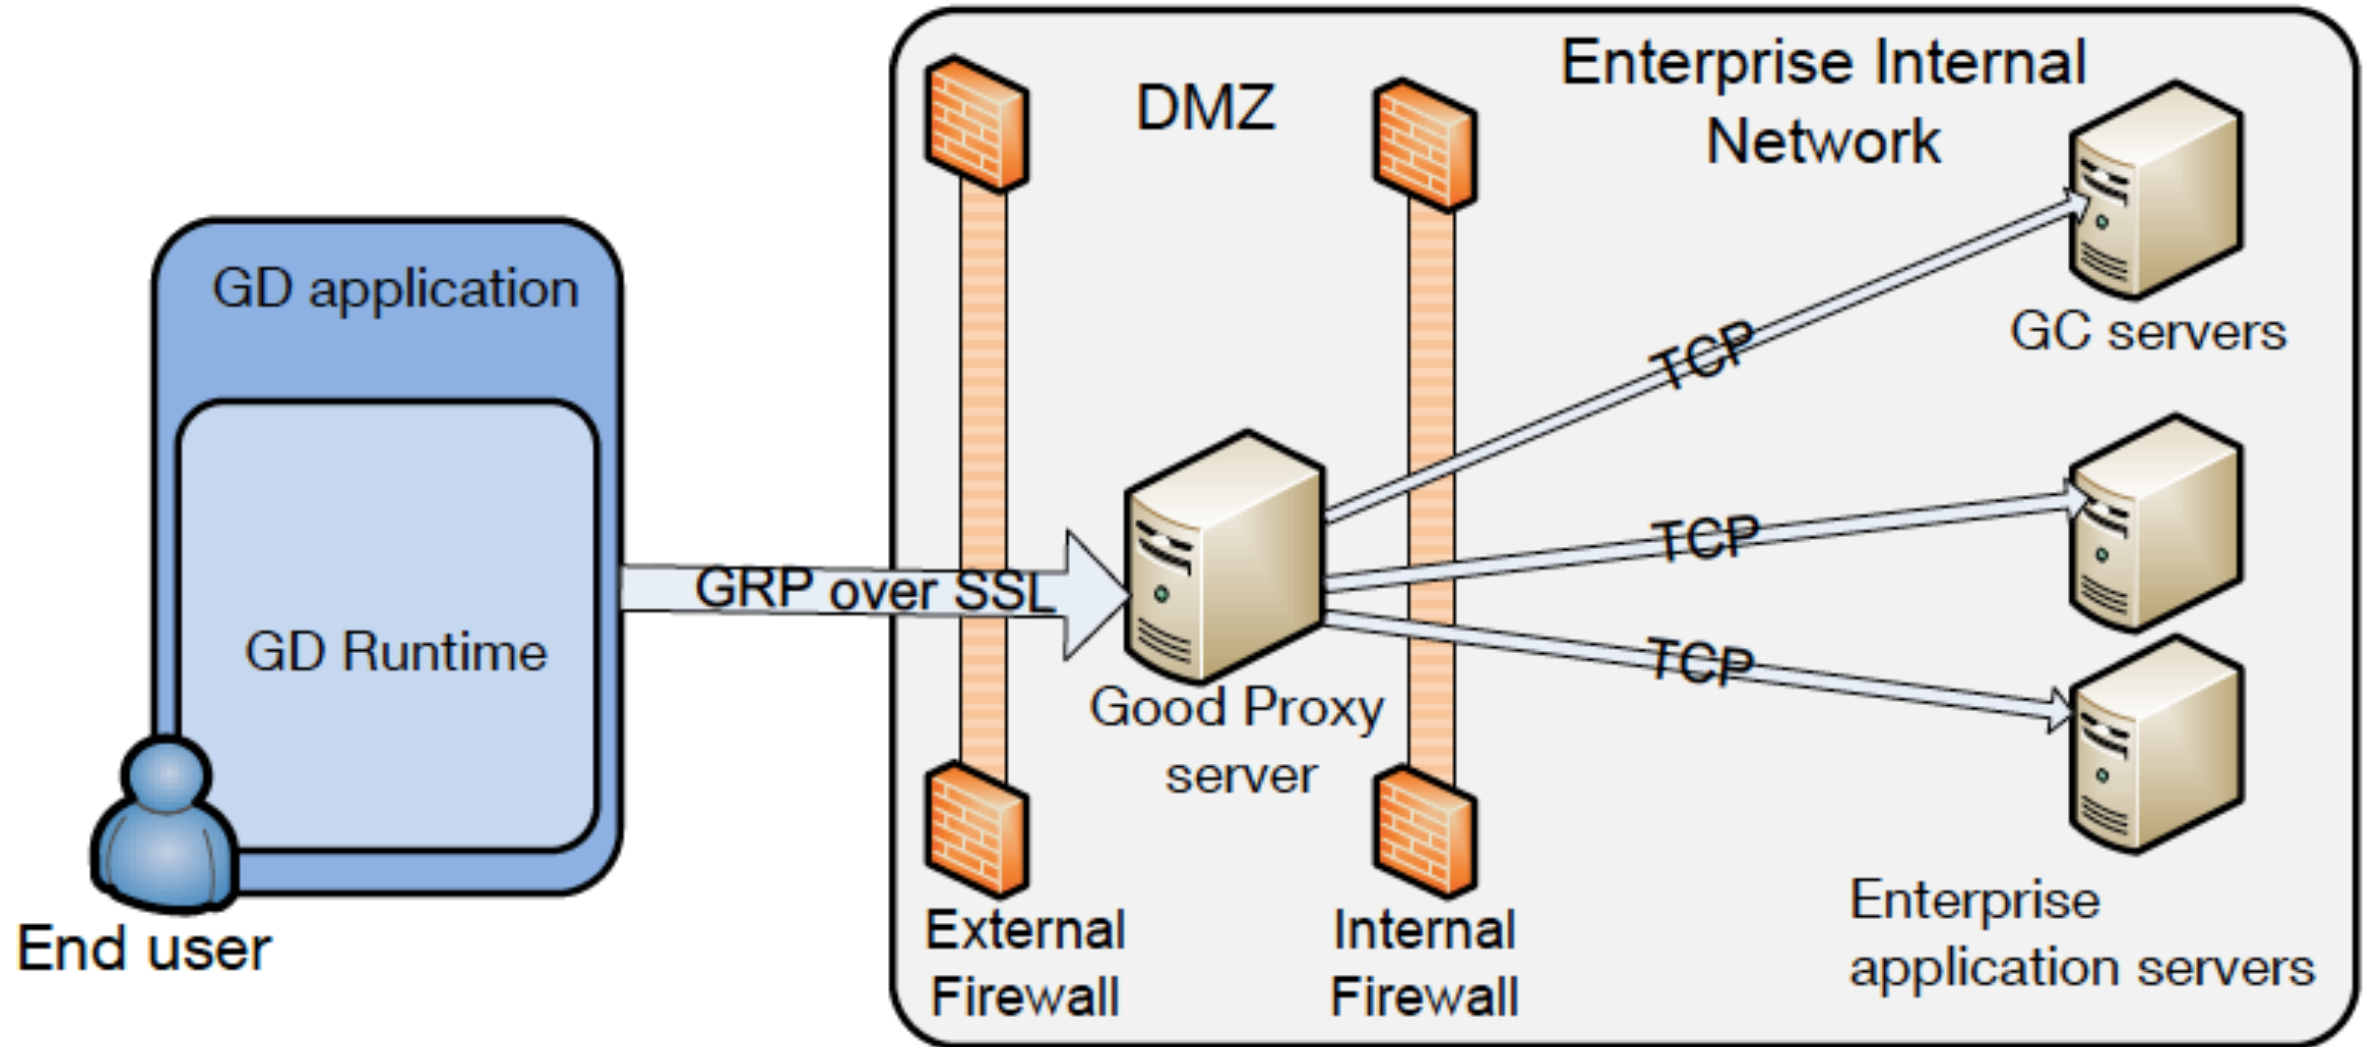 DMZ
Enterprise Internal
Network
GD application
GD Runtime
End user
GRP over SSL
Good Proxy
server
TCP
TCP
TCP
GC servers
External
Firewall
Internal
Firewall
Enterprise
application servers